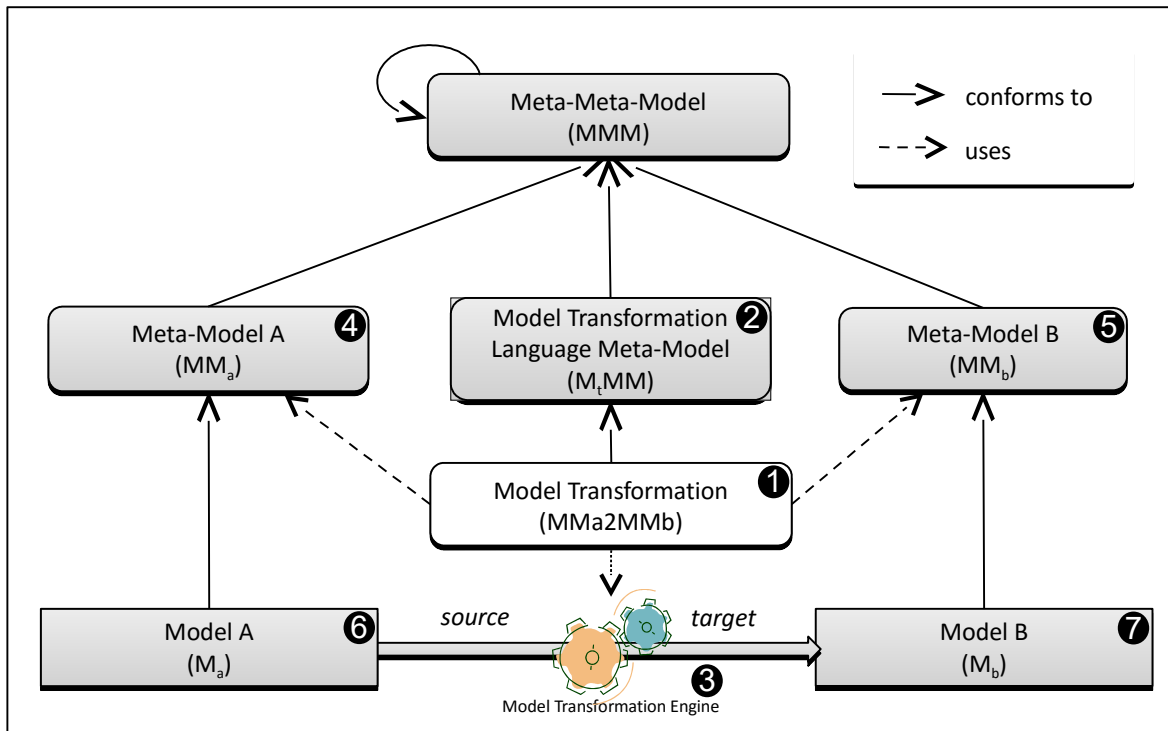 Meta-Meta-Model
(MMM)
conforms to
uses
Meta-Model A
(MMa)
4
Model Transformation
Language Meta-Model
(MtMM)
2
Meta-Model B
(MMb)
5
Model Transformation
(MMa2MMb)
1
Model A
(Ma)
6
source
target
3
Model Transformation Engine
Model B
(Mb)
7